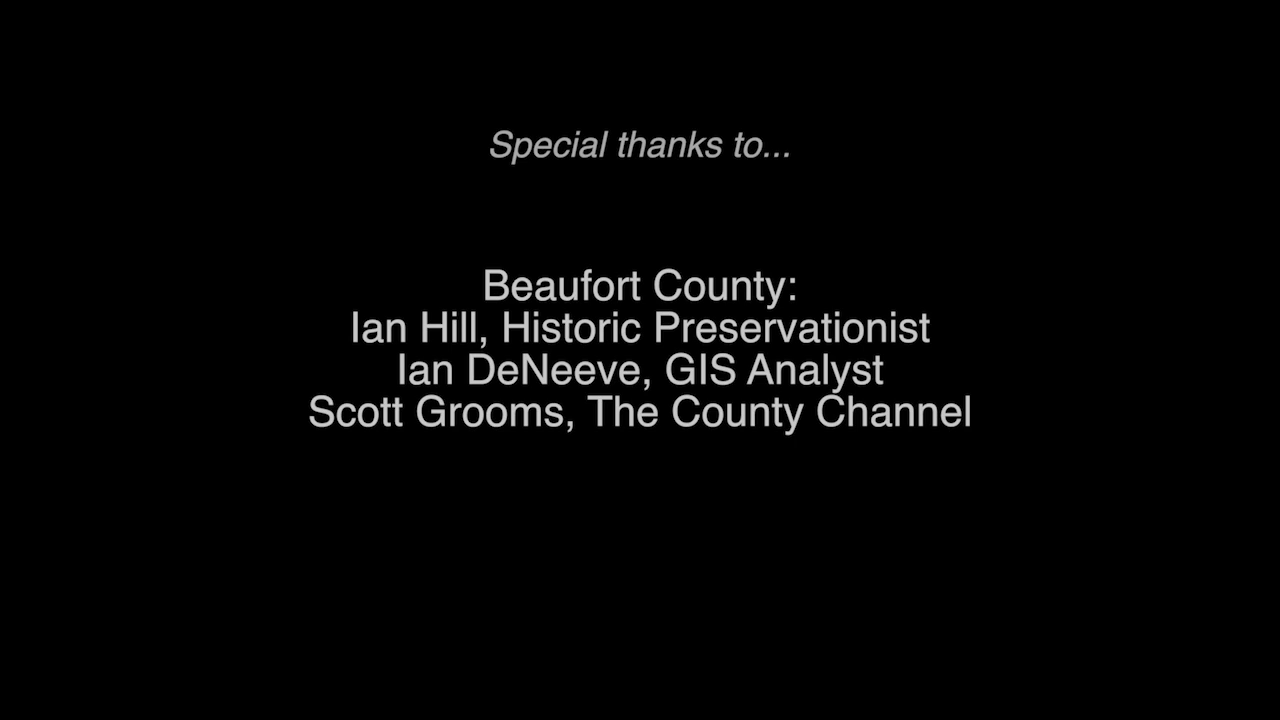 Special thanks to...
Beaufort County:
Ian Hill, Historic Preservationist
Ian DeNeeve, GIS Analyst
Scott Grooms, The County Channel